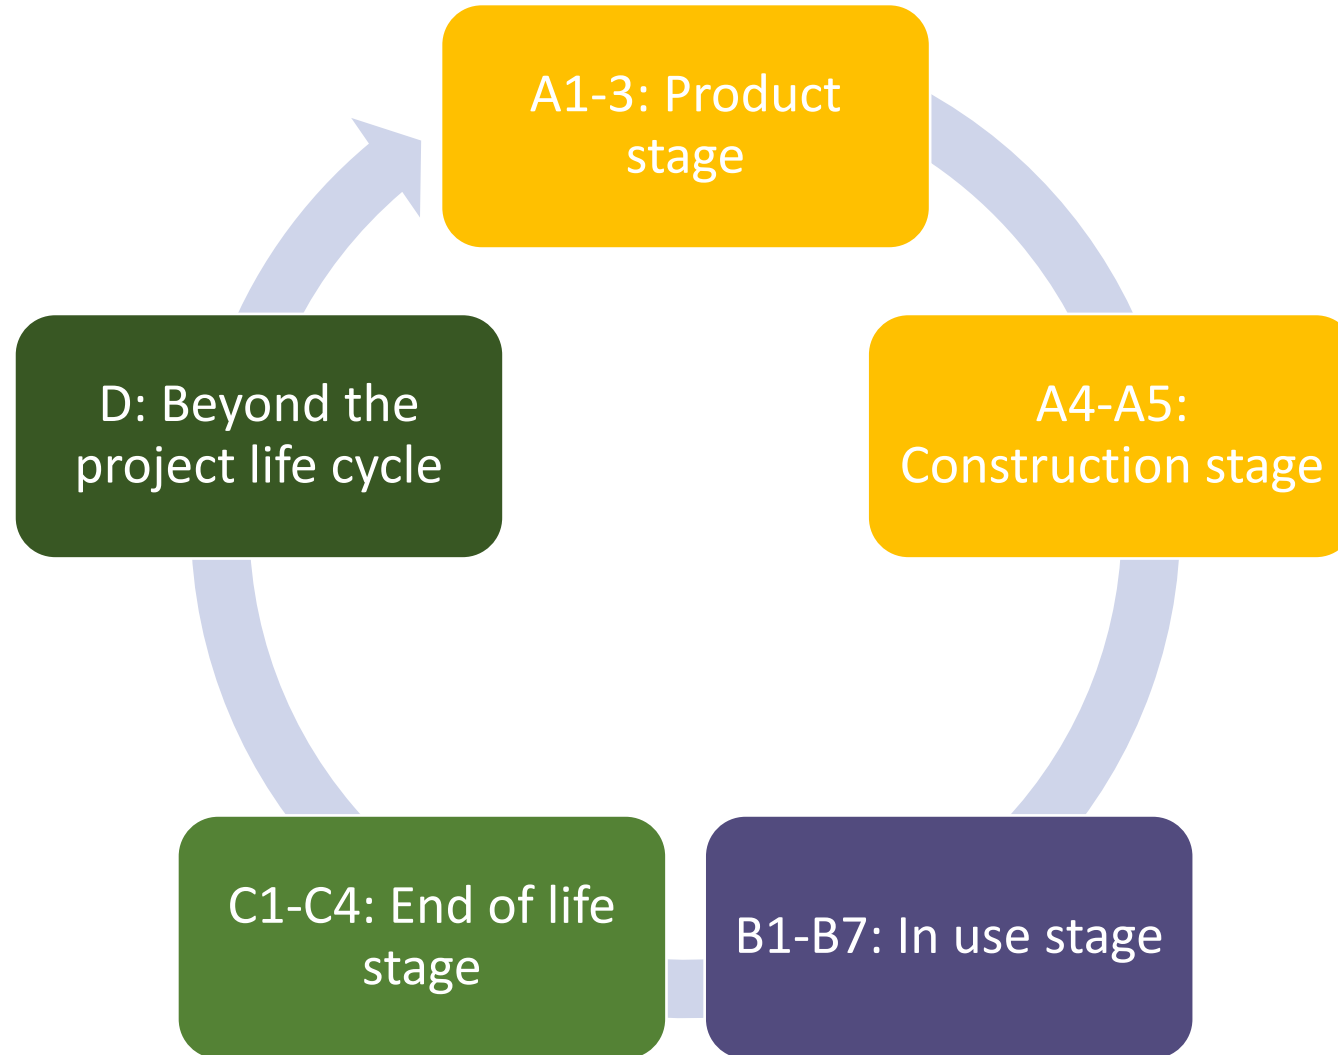 A1-3: Product
stage
A4-A5:
Construction stage
B1-B7: In use stage
C1-C4: End of life
stage
D: Beyond the
project life cycle